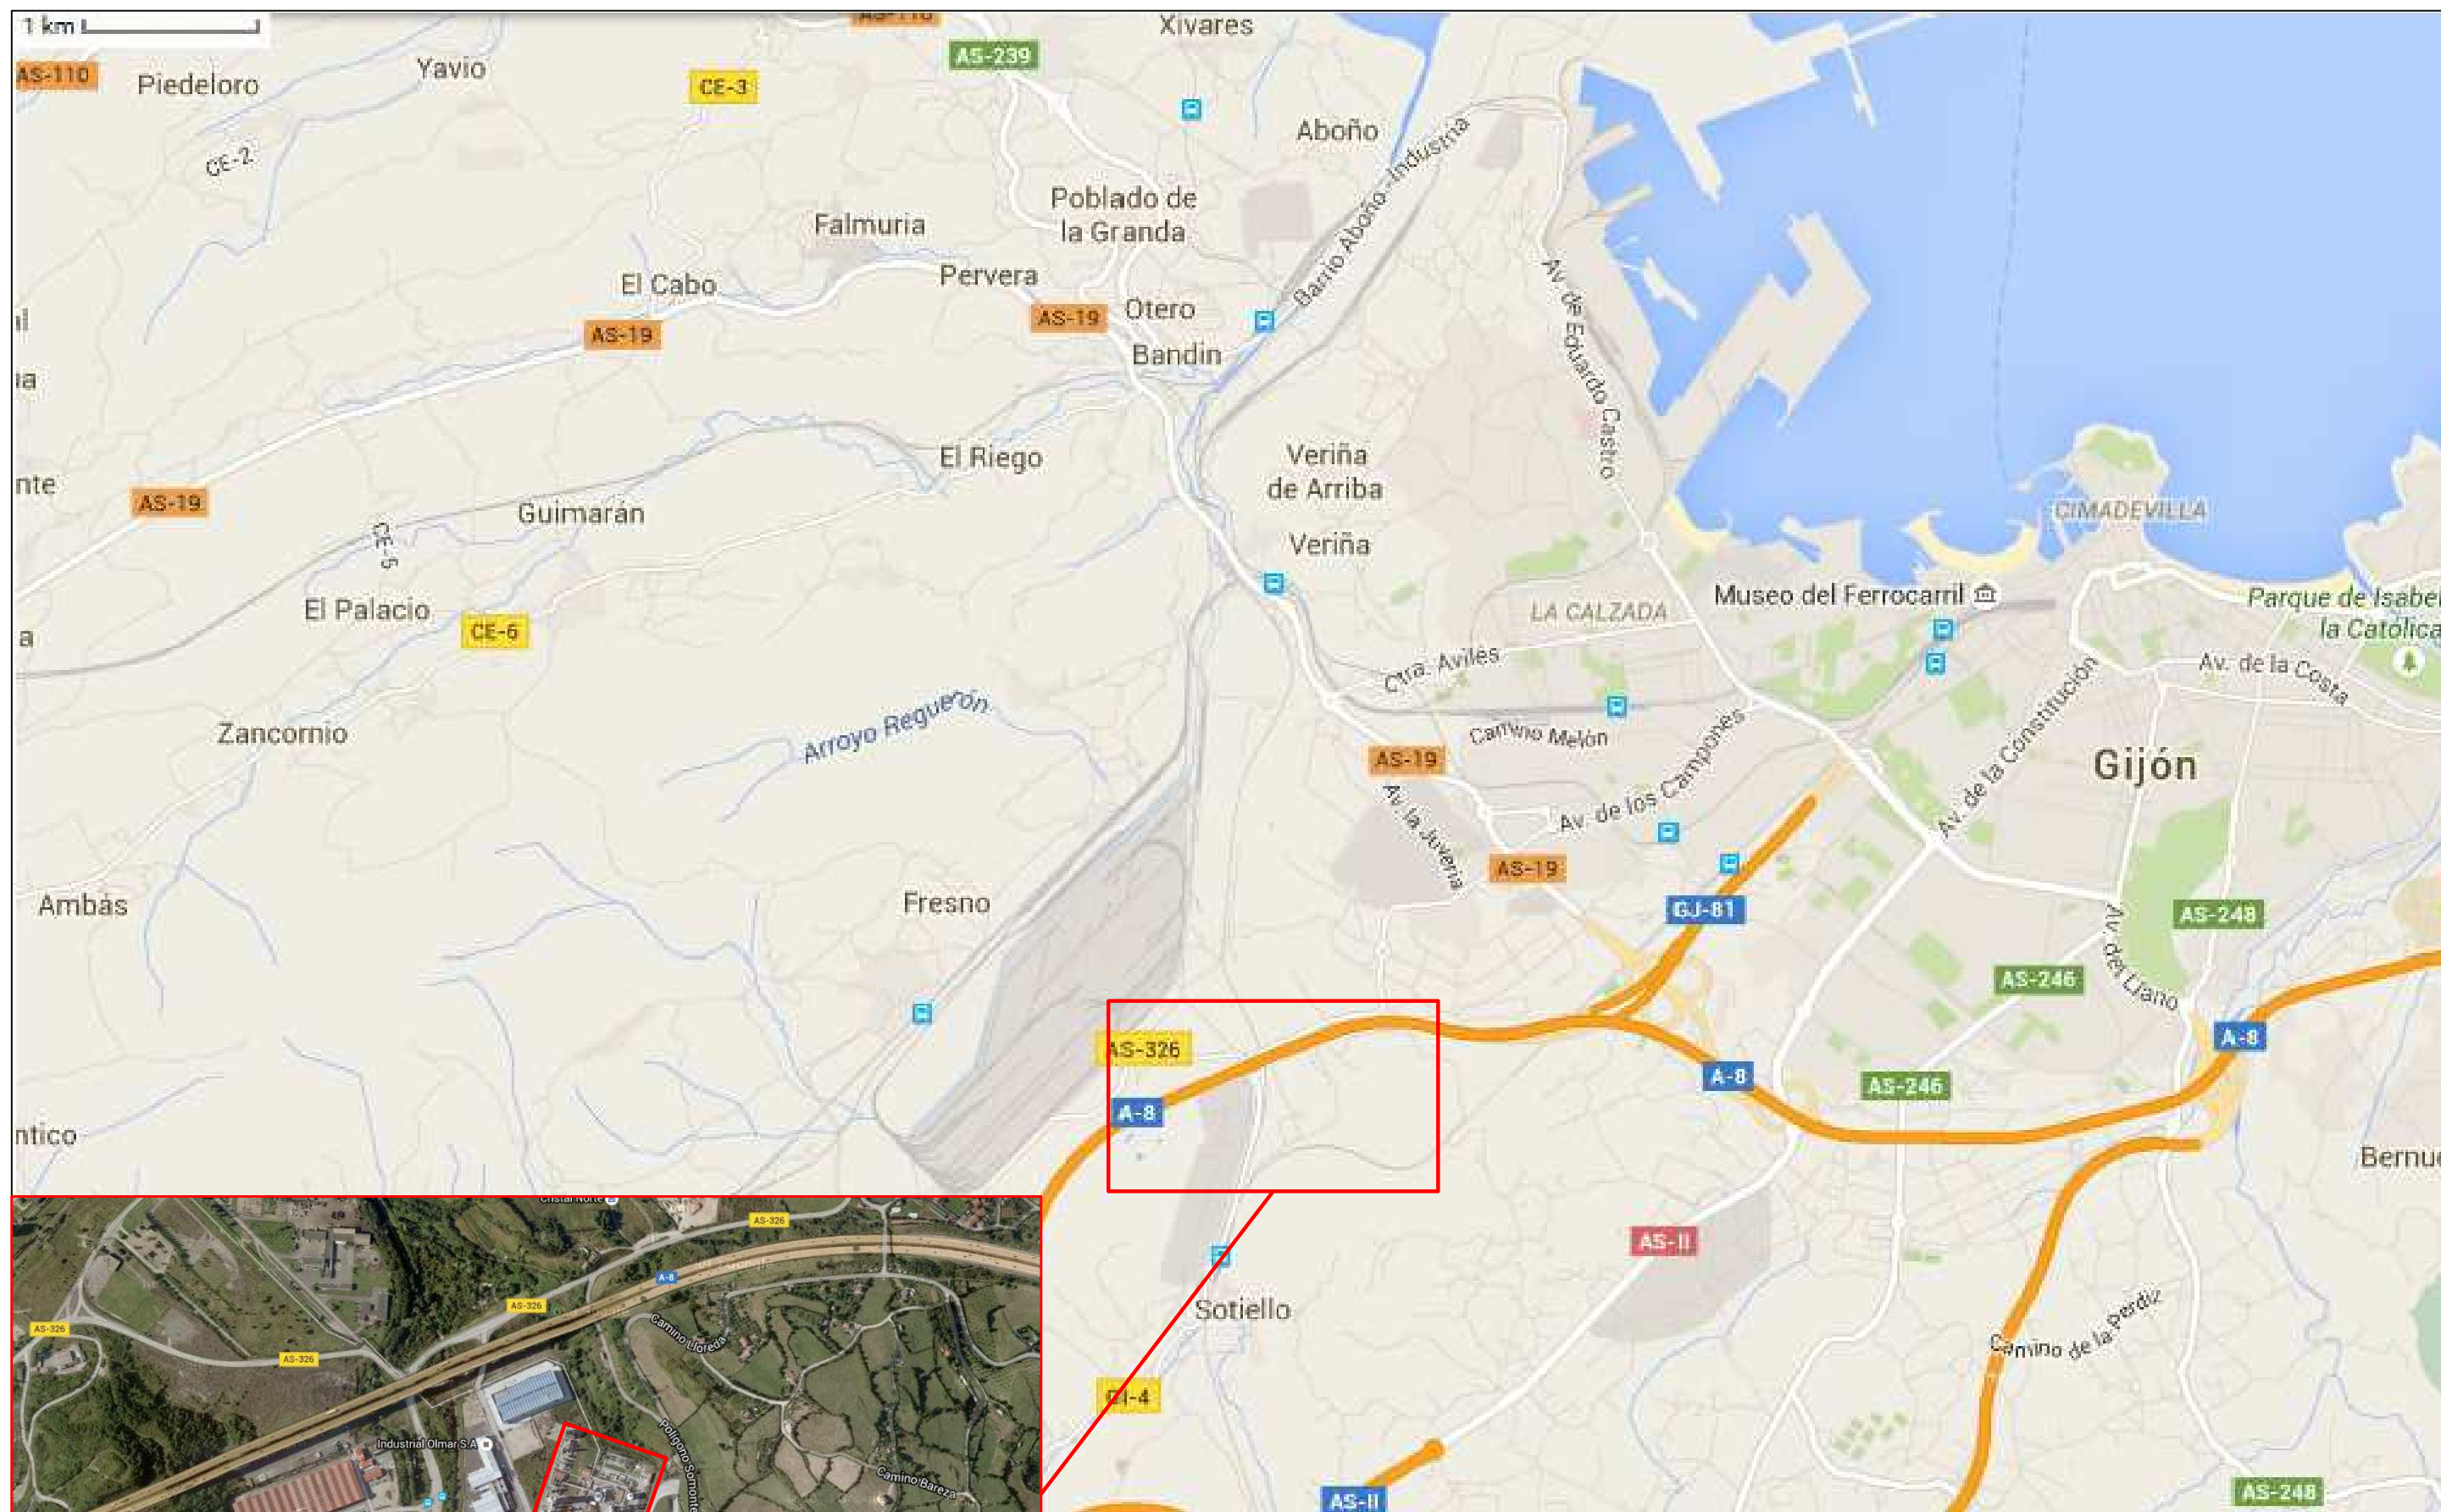 1 km
AS-110
Xivares
AS-110
Piedeloro
Yavio
CE-3
AS-239
CE-2
Aboño
Barrio Aboño - Industria
Poblado de
la Granda
Falmuria
El Cabo
Pervera
AS-19
AS-19
Otero
Bandin
Av. de Eduardo Castro
El Riego
Veriña
de Arriba
nte
AS-19
Guimarán
CE-5
CIMADEVILLA
Veriña
El Palacio
CE-6
LA CALZADA
Museo del Ferrocarril
Parque de Isabel
la Católica
a
Ctra. Avilés
Av. de la Costa
Av. de la Constitución
Zancornio
Arroyo Reguerón
Camino Melón
AS-19
Av. de los Campones
Gijón
Av. la Juvería
AS-19
Ambás
Fresno
GJ-81
AS-248
Av. del Llano
AS-246
AS-326
A-8
A-8
A-8
AS-246
ntico
Bernue
AS-II
Sotiello
Camino de la Perdiz
GI-4
AS-II
AS-248
Cristal Norte
AS-326
A-8
AS-326
AS-326
AS-326
Camino Lloreda
Industrial Olmar S.A
Polígono Somonte
Camino Bareza